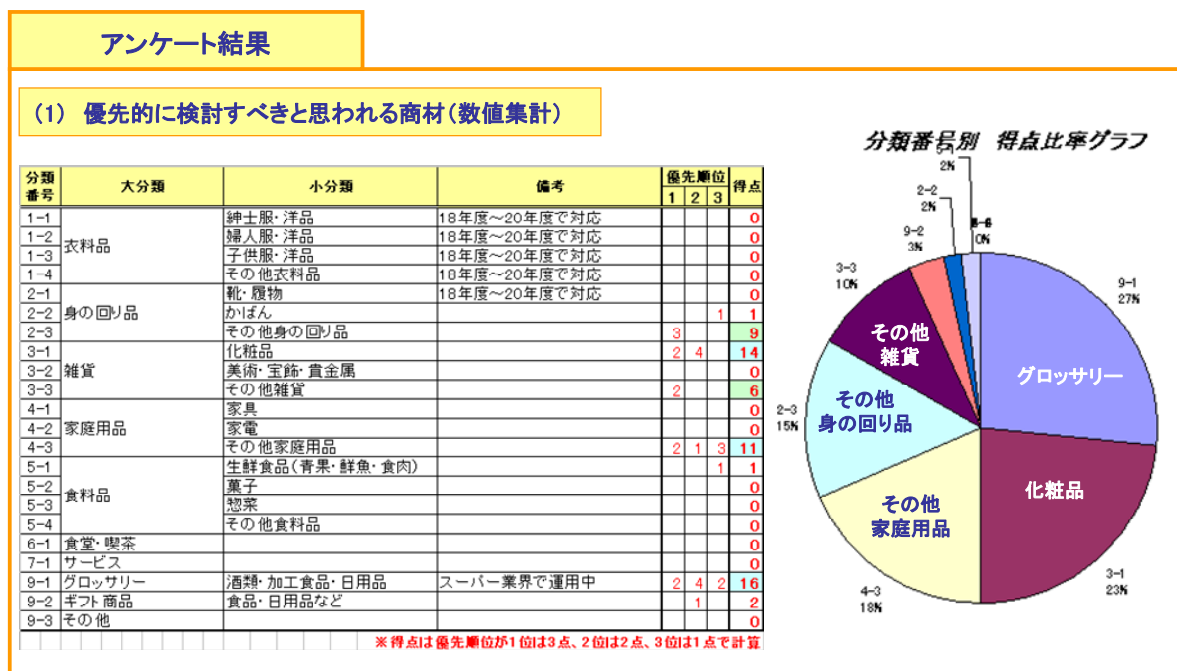 アンケート結果
(1) 優先的に検討すべきと思われる商材(数値集計)
分類番号 大分類 小分類 備考 優先順位 1 2 3 得点
1-1 衣料品 紳士服・洋品 18年度~20年度で対応 0
1-2 婦人服・洋品 18年度~20年度で対応 0
1-3 子供服・洋品 18年度~20年度で対応 0
1-4 その他衣料品 18年度~20年度で対応 0
2-1 身の回り品 靴・履物 18年度~20年度で対応 0
2-2 かばん 1 1
2-3 その他身の回り品 3 9
3-1 雑貨 化粧品 2 4 14
3-2 美術・宝飾・貴金属 0
3-3 その他雑貨 2 6
4-1 家庭用品 家具 0
4-2 家電 0
4-3 その他家庭用品 2 1 3 11
5-1 食料品 生鮮食品(青果・鮮魚・食肉) 1 1
5-2 菓子 0
5-3 惣菜 0
5-4 その他食料品 0
6-1 食堂・喫茶 0
7-1 サービス 0
9-1 グロッサリー 酒類・加工食品・日用品 スーパー業界で運用中 2 4 2 16
9-2 ギフト商品 食品・日用品など 1 2
9-3 その他 0
※得点は優先順位が1位は3点、2位は2点、3位は1点で計算
分類番号別 得点比率グラフ
2%
2-2
2%
9-2
3%
0%
3-3
10%
9-1
27%
その他
雑貨
グロッサリー
2-3
15%
その他
身の回り品
化粧品
その他
家庭用品
3-1
23%
4-3
18%